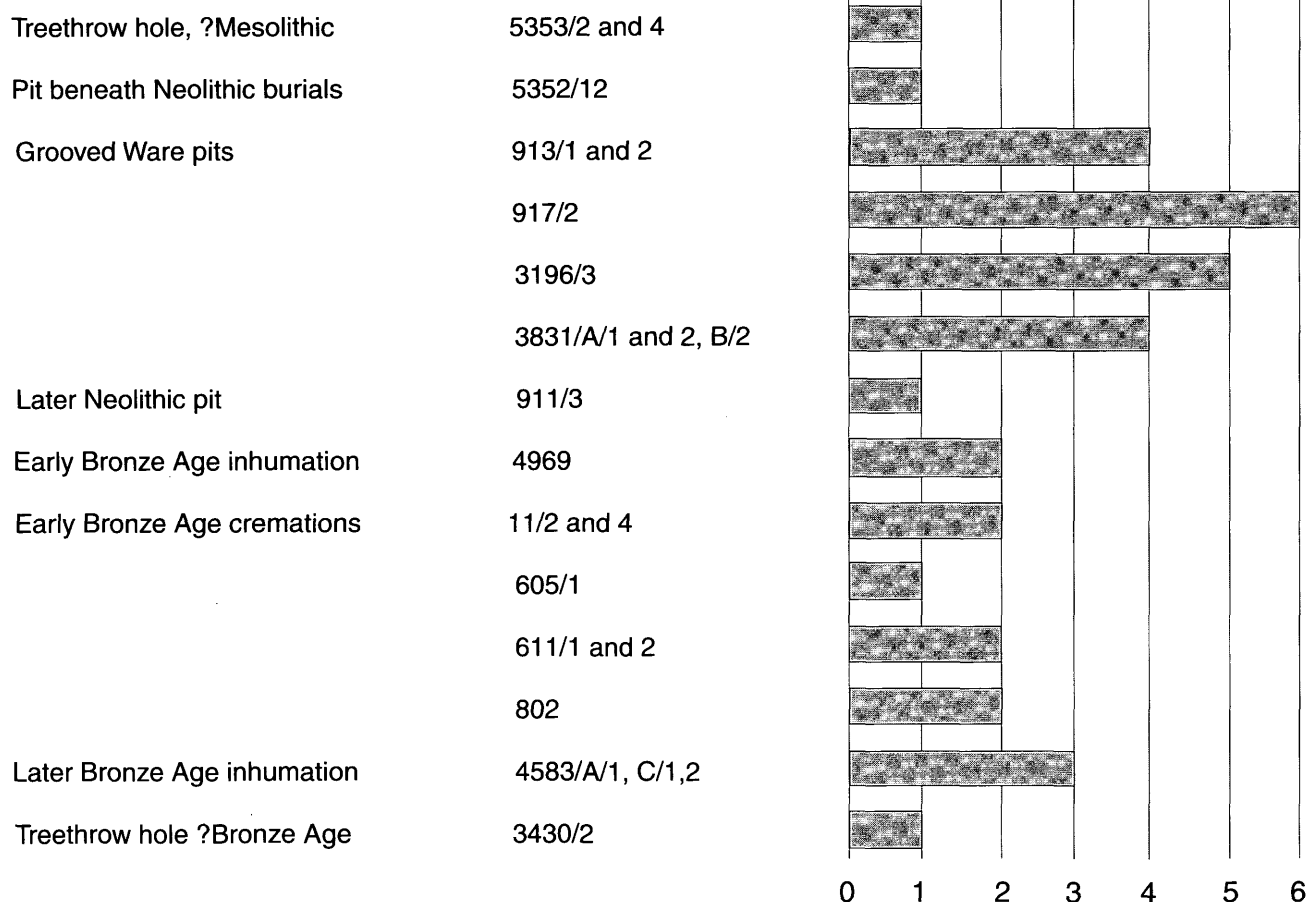 Treethrow hole, ?Mesolithic 5353/2 and 4
Pit beneath Neolithic burials 5352/12
Grooved Ware pits 913/1 and 2
917/2
3196/3
3831/A/1 and 2, B/2
Later Neolithic pit 911/3
Early Bronze Age inhumation 4969
Early Bronze Age cremations 11/2 and 4
605/1
611/1 and 2
802
Later Bronze Age inhumation 4583/A/1, C/1,2
Treethrow hole ?Bronze Age 3430/2
0 1 2 3 4 5 6